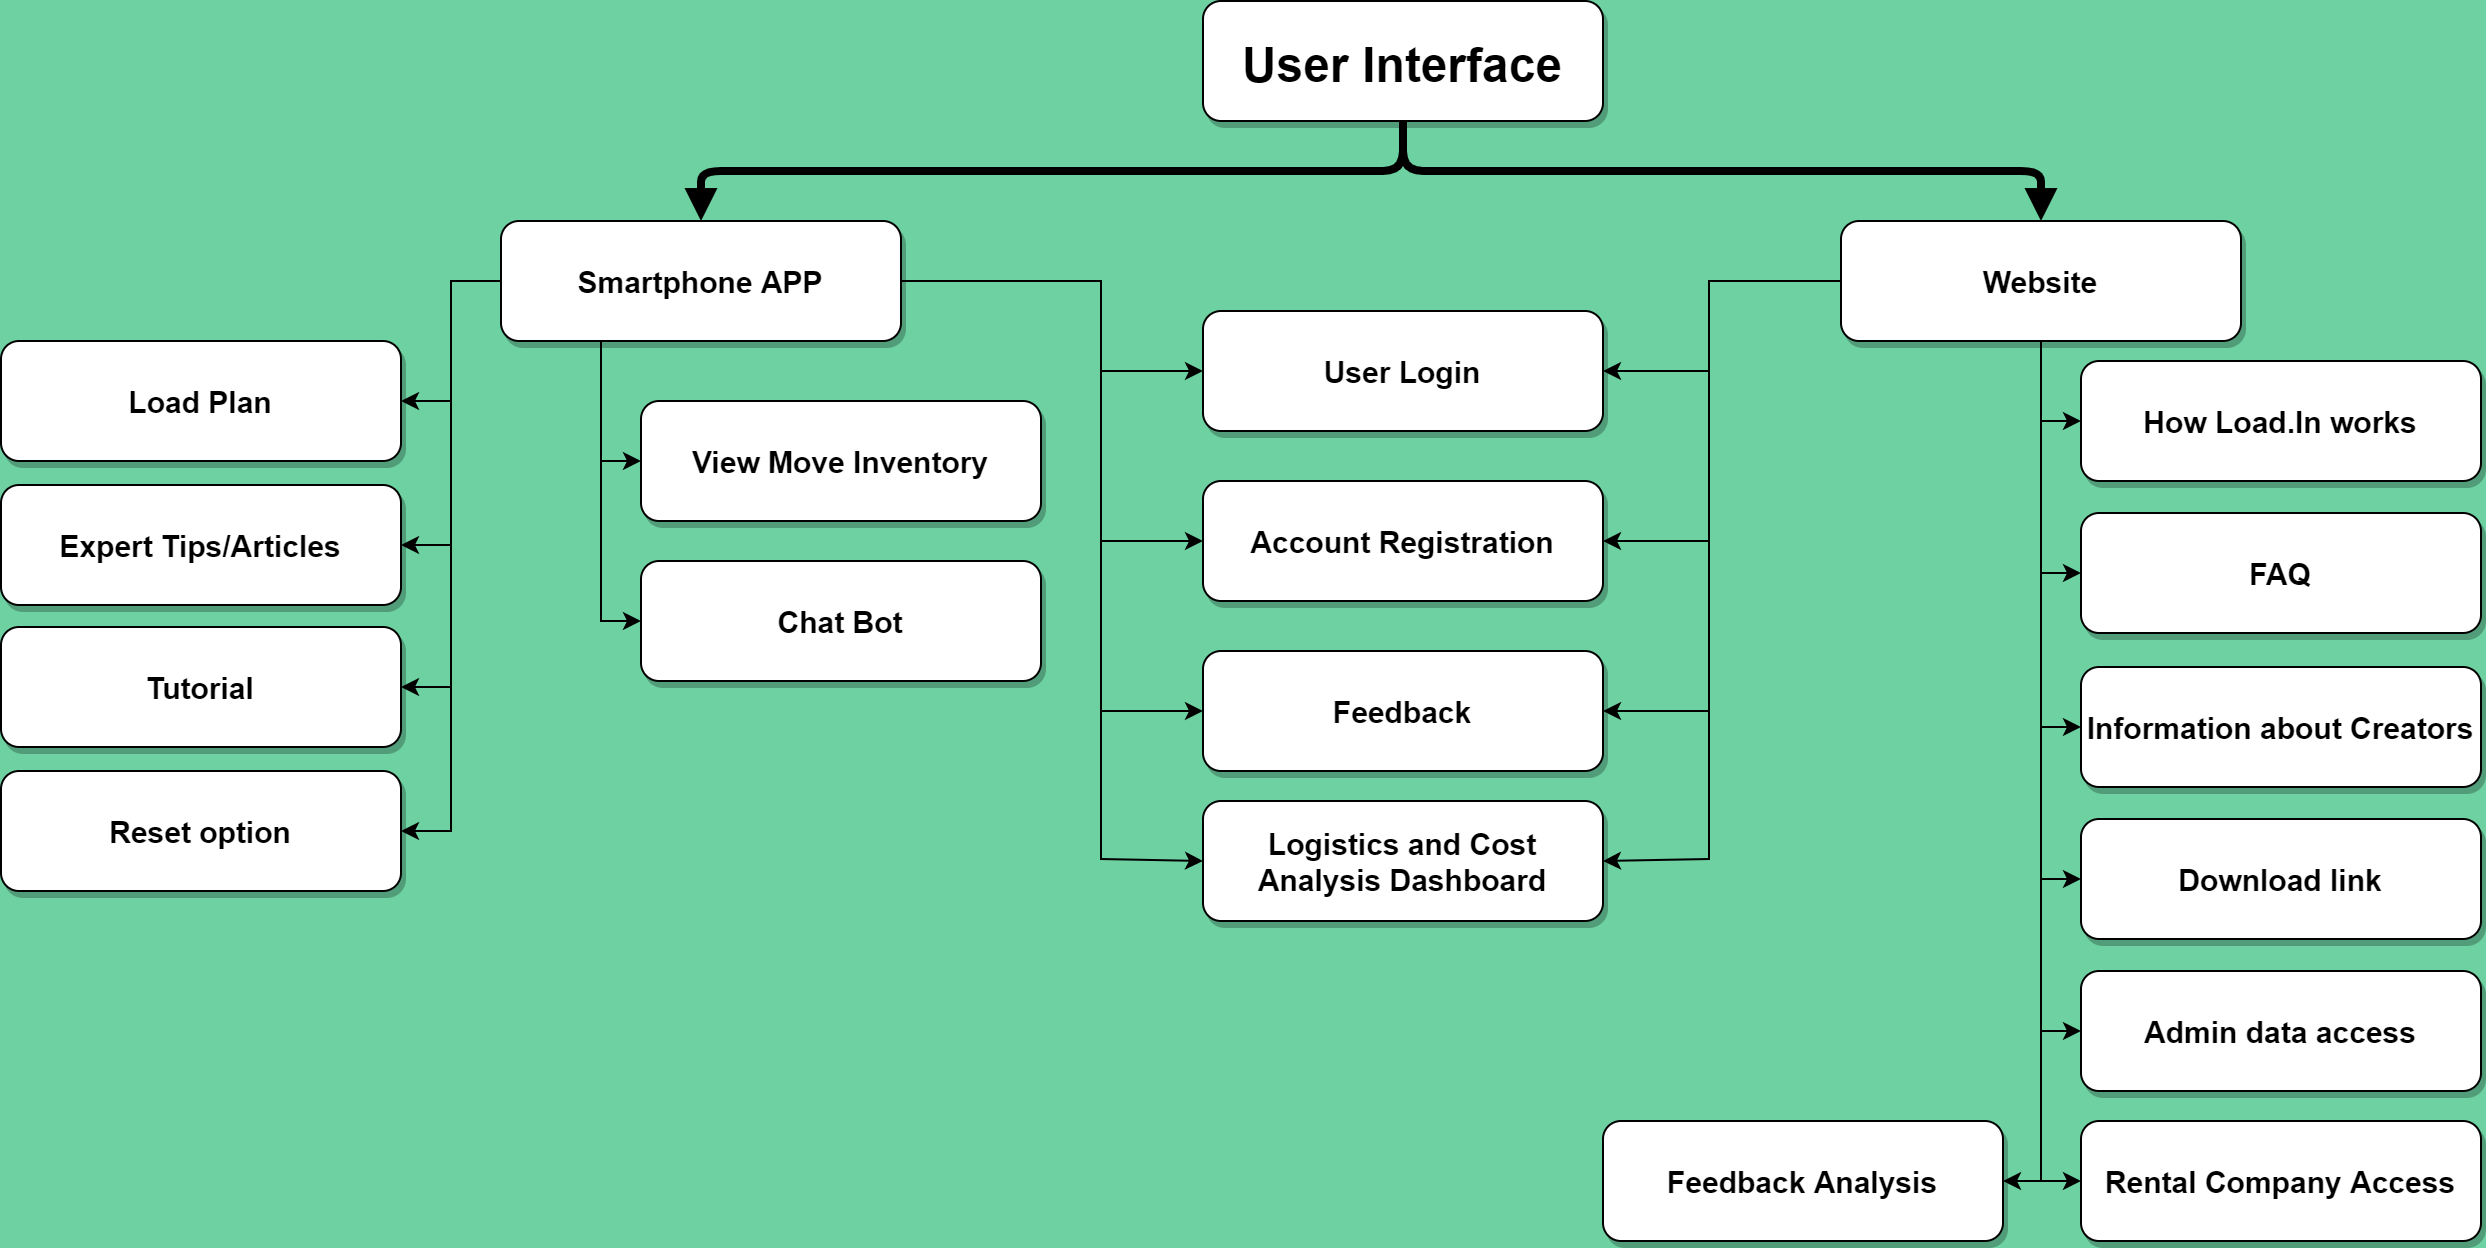 User Interface
Smartphone APP
Website
Load Plan
Expert Tips/Articles
Tutorial
Reset option
View Move Inventory
Chat Bot
User Login
Account Registration
Feedback
Logistics and Cost
Analysis Dashboard
How Load.In works
FAQ
Information about Creators
Download link
Admin data access
Feedback Analysis
Rental Company Access